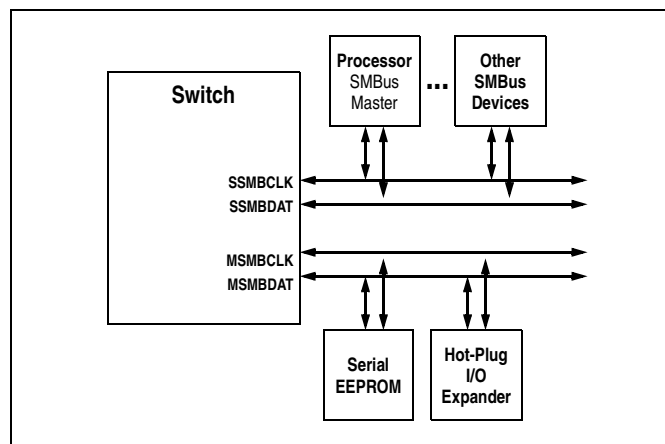 Switch
Processor
SMBus
Master
...
Other
SMBus
Devices
SSMBCLK
SSMBDAT
MSMBCLK
MSMBDAT
Serial
EEPROM
Hot-Plug
I/O
Expander